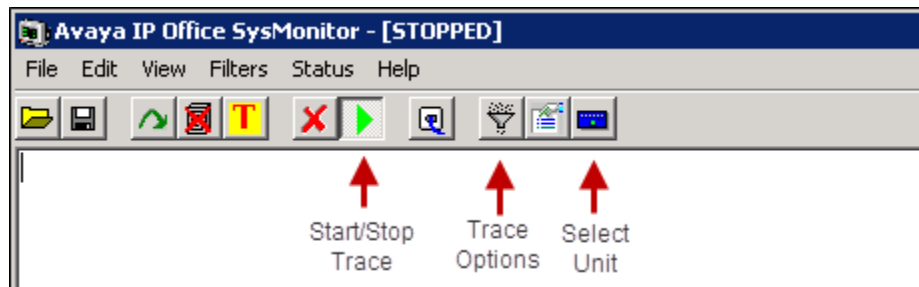 Avaya IP Office SysMonitor - [STOPPED]
File Edit View Filters Status Help
T
Start/Stop
Trace
Trace
Options
Select
Unit